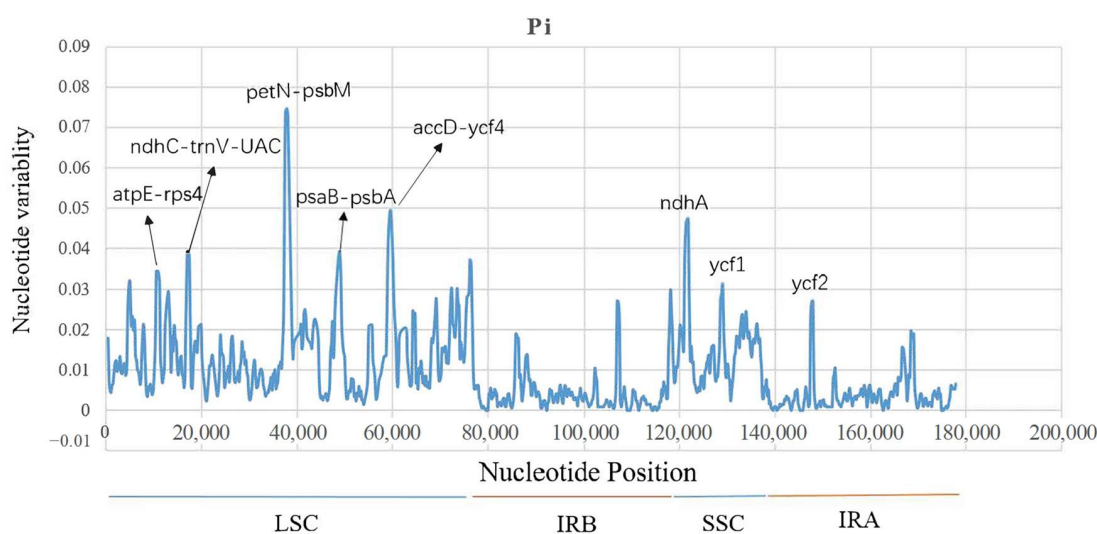 Pi
0.09
0.08
0.07
0.06
0.05
0.04
0.03
0.02
0.01
0
−0.01
Nucleotide variablity
petN-psbM
accD-ycf4
ndhC-trnV-UAC
atpE-rps4
psaB-psbA
ndhA
ycf1
ycf2
0 20,000 40,000 60,000 80,000 100,000 120,000 140,000 160,000 180,000 200,000
Nucleotide Position
LSC IRB SSC IRA